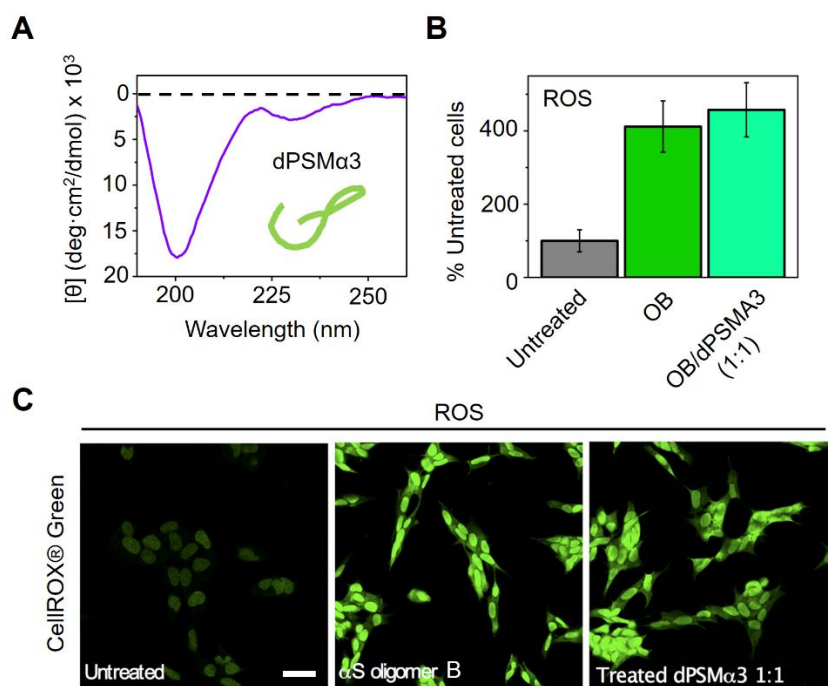 A
[θ] (deg·cm²/dmol) x 10³
0
5
10
15
20
200
225
250
Wavelength (nm)
dPSMα3
B
ROS
% Untreated cells
400
200
0
Untreated
OB
OB/dPSMA3
(1:1)
C
ROS
CellROX® Green
Untreated
αS oligomer B
Treated dPSMα3 1:1